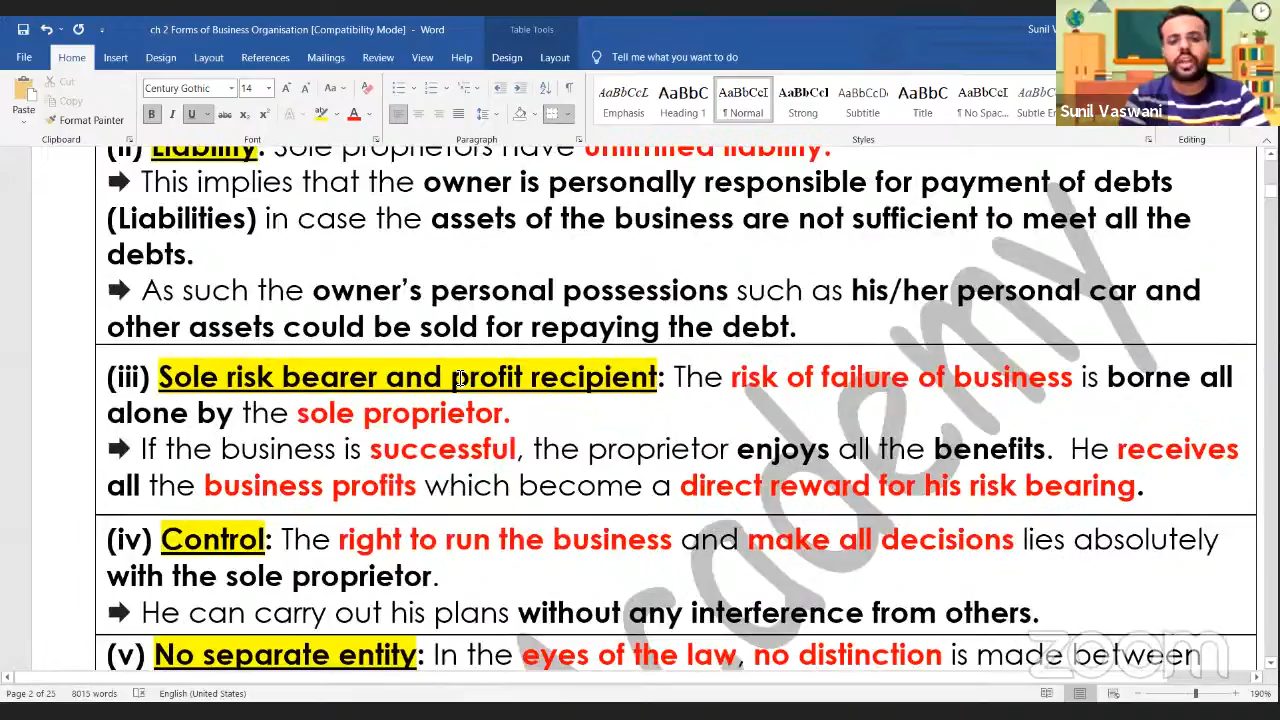 ch 2 Forms of Business Organisation [Compatibility Mode] - Word
Table Tools
Sunil V
File Home Insert Design Layout References Mailings Review View Help Design Layout Tell me what you want to do
Paste
Cut
Copy
Format Painter
Century Gothic 14
AaBbCcL AaBbC AaBbCcI AaBbCcI AaBbCcD AaBbC AaBbCcI AaBbCcD
Emphasis Heading 1 ¶ Normal Strong Subtitle Title ¶ No Spac... Subtle Em
Clipboard Font Paragraph Styles Editing
Sunil Vaswani
(ii) Liability: Sole proprietors have unlimited liability.
➡ This implies that the owner is personally responsible for payment of debts
(Liabilities) in case the assets of the business are not sufficient to meet all the
debts.
➡ As such the owner's personal possessions such as his/her personal car and
other assets could be sold for repaying the debt.
(iii) Sole risk bearer and profit recipient: The risk of failure of business is borne all
alone by the sole proprietor.
➡ If the business is successful, the proprietor enjoys all the benefits. He receives
all the business profits which become a direct reward for his risk bearing.
(iv) Control: The right to run the business and make all decisions lies absolutely
with the sole proprietor.
➡ He can carry out his plans without any interference from others.
(v) No separate entity: In the eyes of the law, no distinction is made between
cademy
zoom
Page 2 of 25 8015 words English (United States) 190%